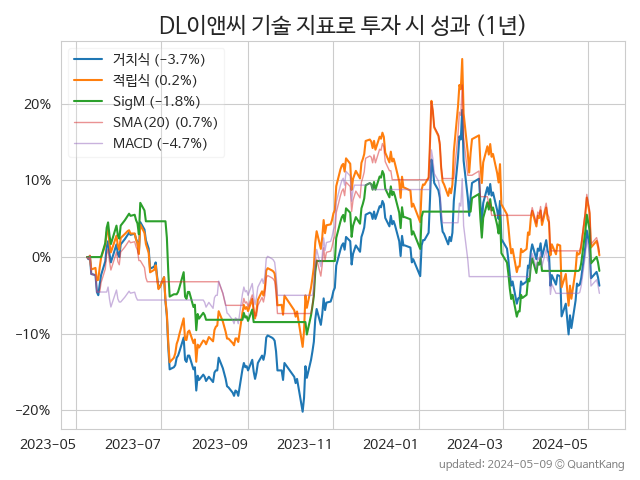 DL이앤씨 기술 지표로 투자 시 성과 (1년)
거치식 (−3.7%)
적립식 (0.2%)
SigM (−1.8%)
SMA(20) (0.7%)
MACD (−4.7%)
20%
10%
0%
−10%
−20%
2023-05 2023-07 2023-09 2023-11 2024-01 2024-03 2024-05
updated: 2024-05-09 © QuantKang